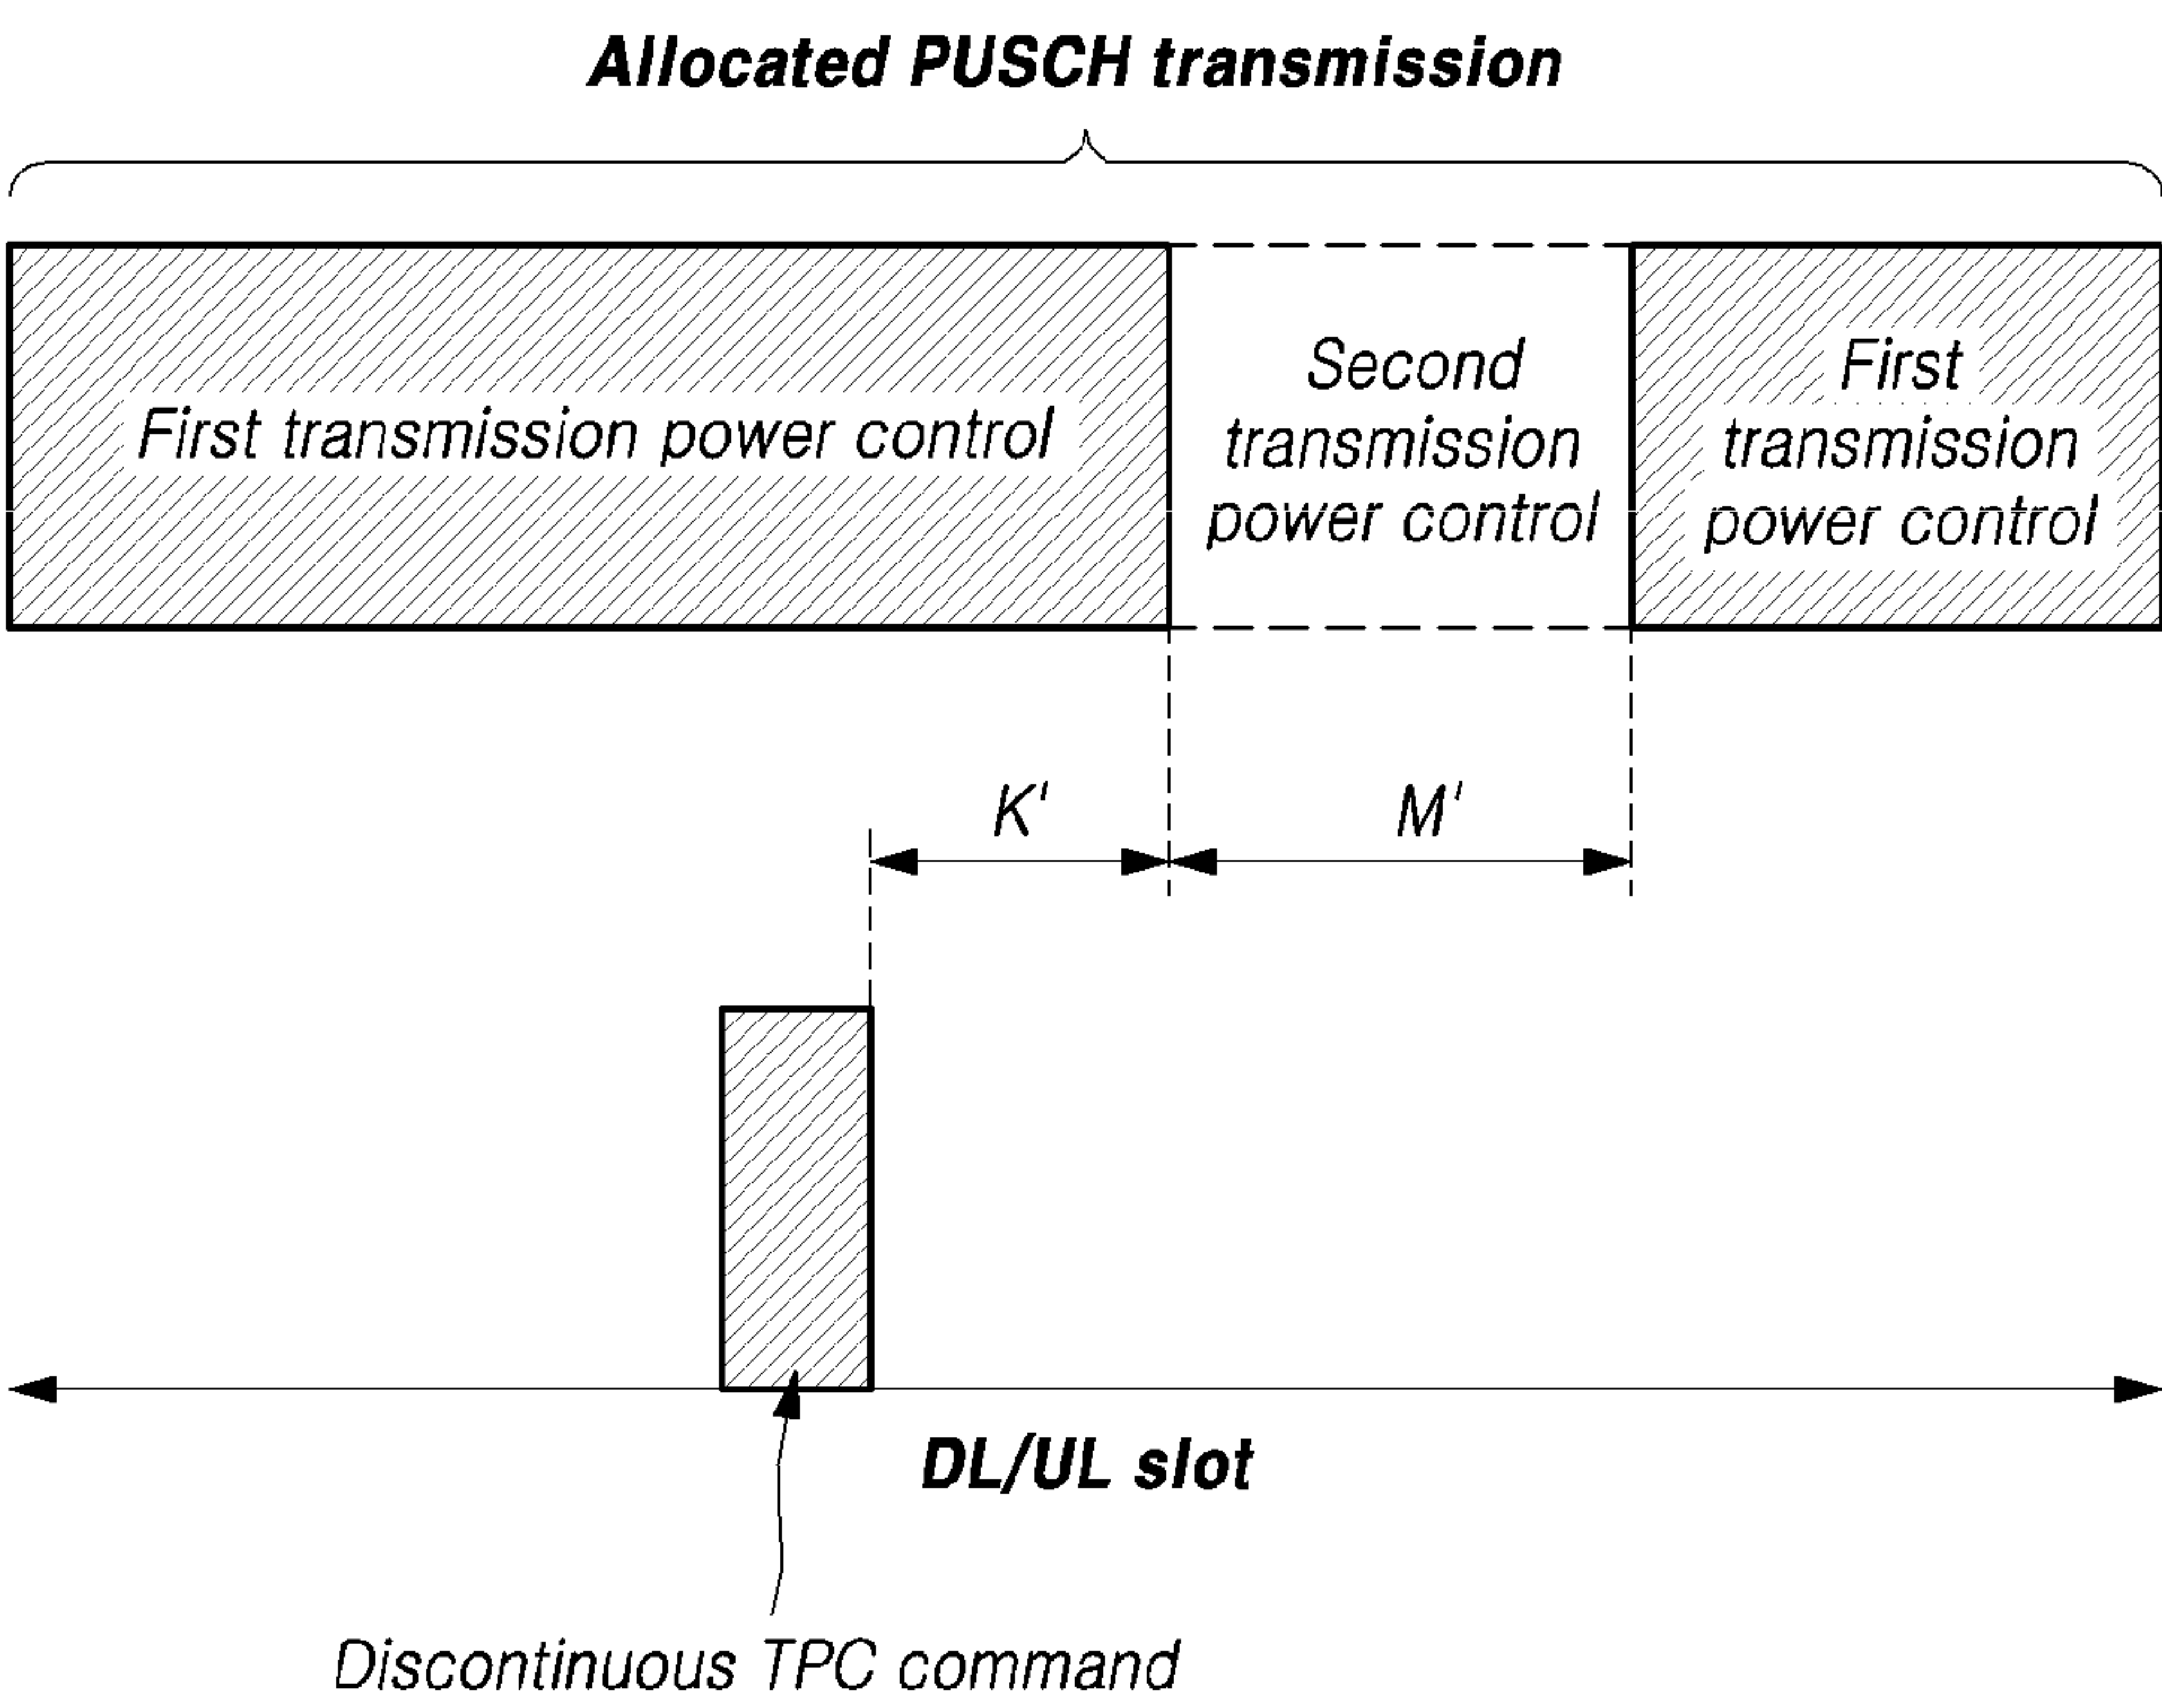 Allocated PUSCH transmission
First transmission power control
Second
transmission
power control
First
transmission
power control
K'
M'
DL/UL slot
Discontinuous TPC command